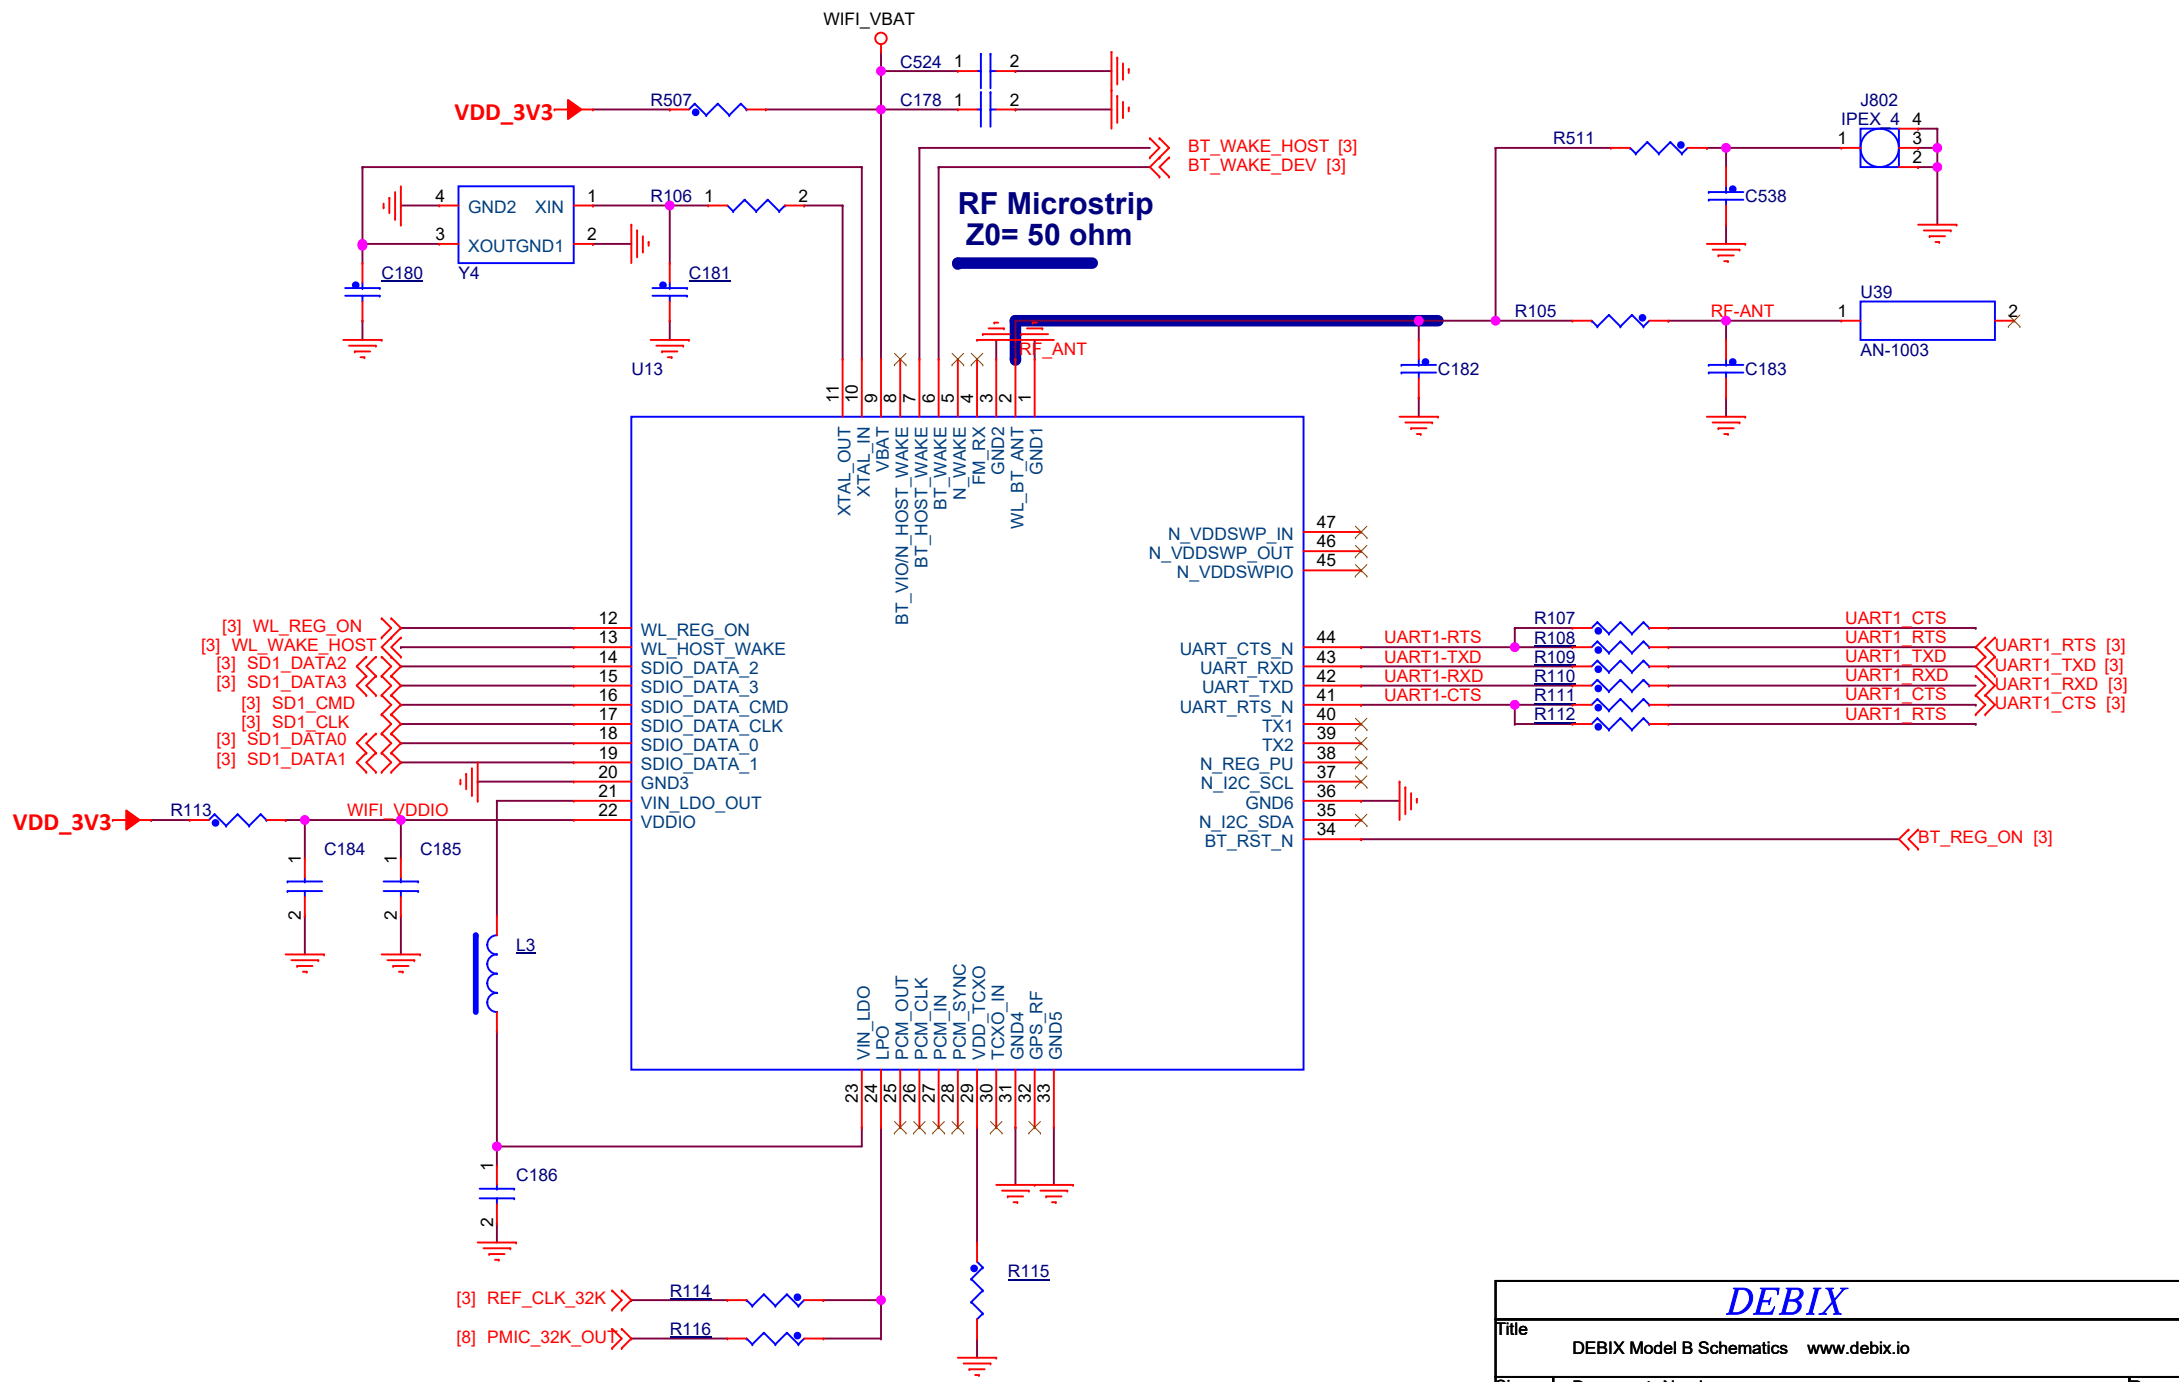 WIFI_VBAT
C524 1 2
VDD_3V3 R507 C178 1 2
BT_WAKE_HOST [3]
BT_WAKE_DEV [3]
RF Microstrip
Z0= 50 ohm
J802
IPEX_4 4
R511 1 3
2
C538
4 GND2 XIN 1 R106 1 2
3 XOUTGND1 2
C180 Y4 C181
U39
R105 RF-ANT 1 2
AN-1003
RF_ANT
C182 C183
U13
11 10 9 8 7 6 5 4 3 2 1
XTAL_OUT
XTAL_IN
VBAT
BT_VIO/N_HOST_WAKE
BT_HOST_WAKE
BT_WAKE
N_WAKE
FM_RX
GND2
WL_BT_ANT
GND1
N_VDDSWP_IN 47
N_VDDSWP_OUT 46
N_VDDSWPIO 45
[3] WL_REG_ON 12 WL_REG_ON
[3] WL_WAKE_HOST 13 WL_HOST_WAKE
[3] SD1_DATA2 14 SDIO_DATA_2
[3] SD1_DATA3 15 SDIO_DATA_3
[3] SD1_CMD 16 SDIO_DATA_CMD
[3] SD1_CLK 17 SDIO_DATA_CLK
[3] SD1_DATA0 18 SDIO_DATA_0
[3] SD1_DATA1 19 SDIO_DATA_1
20 GND3
21 VIN_LDO_OUT
VDD_3V3 R113 WIFI_VDDIO 22 VDDIO
R107 UART1_CTS
UART_CTS_N 44 UART1-RTS R108 UART1_RTS UART1_RTS [3]
UART_RXD 43 UART1-TXD R109 UART1_TXD UART1_TXD [3]
UART_TXD 42 UART1-RXD R110 UART1_RXD UART1_RXD [3]
UART_RTS_N 41 UART1-CTS R111 UART1_CTS UART1_CTS [3]
TX1 40 R112 UART1_RTS
TX2 39
N_REG_PU 38
N_I2C_SCL 37
GND6 36
N_I2C_SDA 35
BT_RST_N 34 BT_REG_ON [3]
1 C184 1 C185
2 2
L3
VIN_LDO
LPO
PCM_OUT
PCM_CLK
PCM_IN
PCM_SYNC
VDD_TCXO
TCXO_IN
GND4
GPS_RF
GND5
23 24 25 26 27 28 29 30 31 32 33
1 C186
2
R115
[3] REF_CLK_32K R114
[8] PMIC_32K_OUT R116
DEBIX
Title
DEBIX Model B Schematics www.debix.io